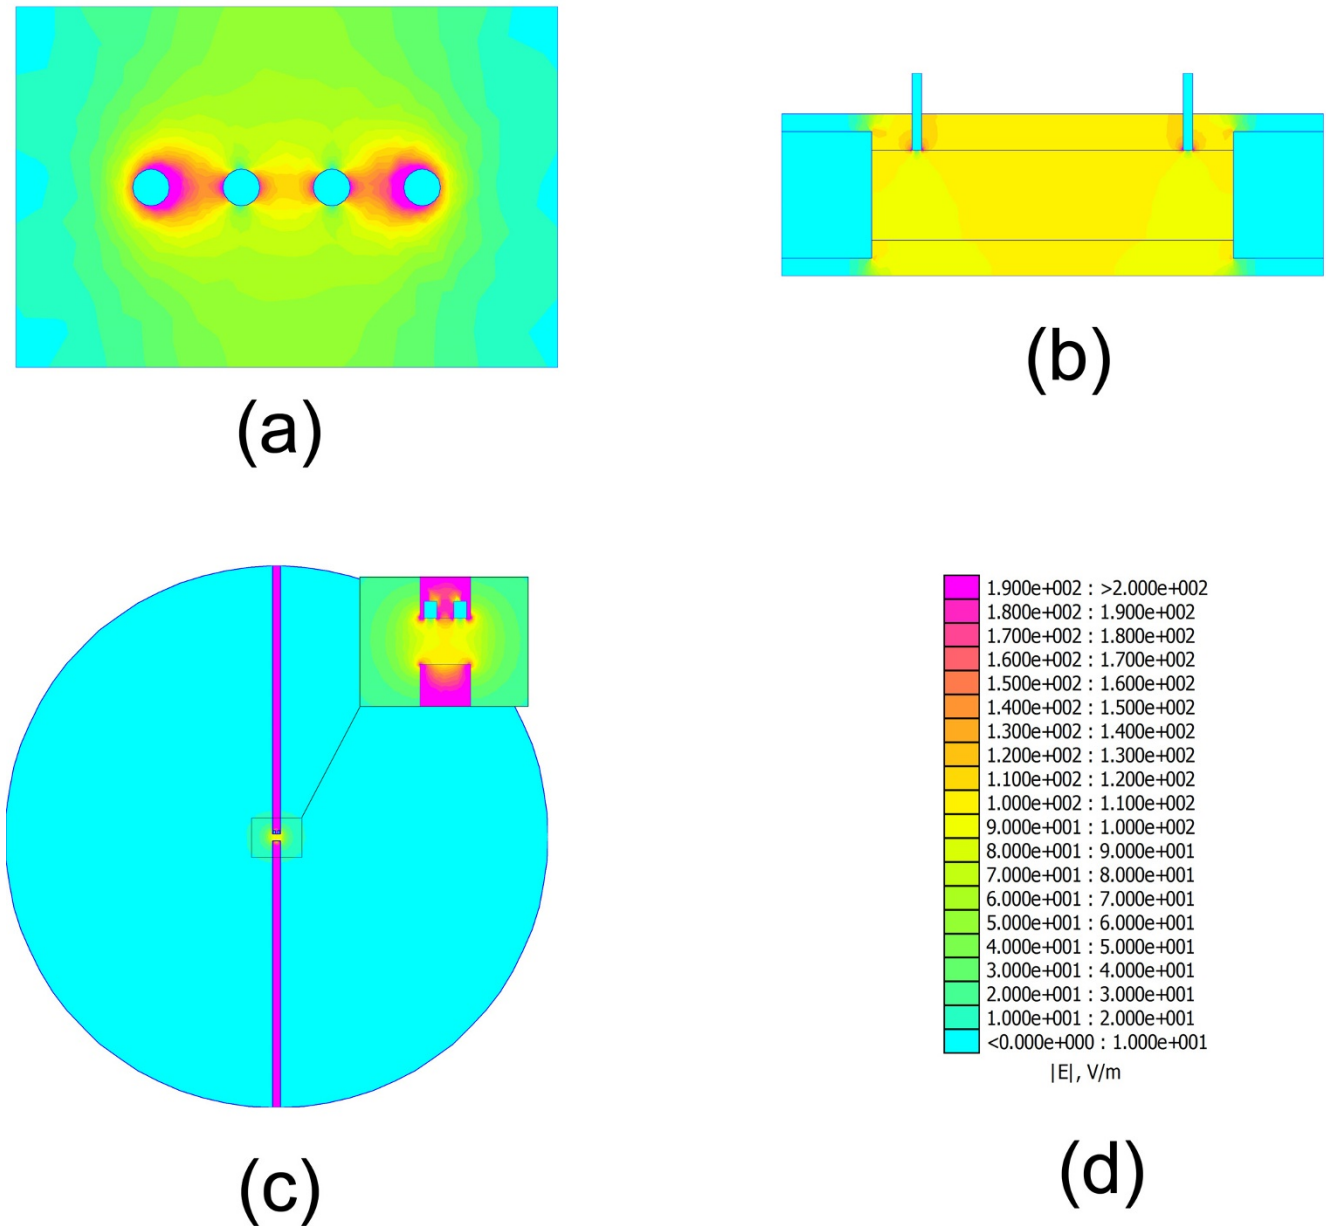 (a)
(b)
1.900e+002 : >2.000e+002
1.800e+002 : 1.900e+002
1.700e+002 : 1.800e+002
1.600e+002 : 1.700e+002
1.500e+002 : 1.600e+002
1.400e+002 : 1.500e+002
1.300e+002 : 1.400e+002
1.200e+002 : 1.300e+002
1.100e+002 : 1.200e+002
1.000e+002 : 1.100e+002
9.000e+001 : 1.000e+002
8.000e+001 : 9.000e+001
7.000e+001 : 8.000e+001
6.000e+001 : 7.000e+001
5.000e+001 : 6.000e+001
4.000e+001 : 5.000e+001
3.000e+001 : 4.000e+001
2.000e+001 : 3.000e+001
1.000e+001 : 2.000e+001
<0.000e+000 : 1.000e+001
|E|, V/m
(c)
(d)